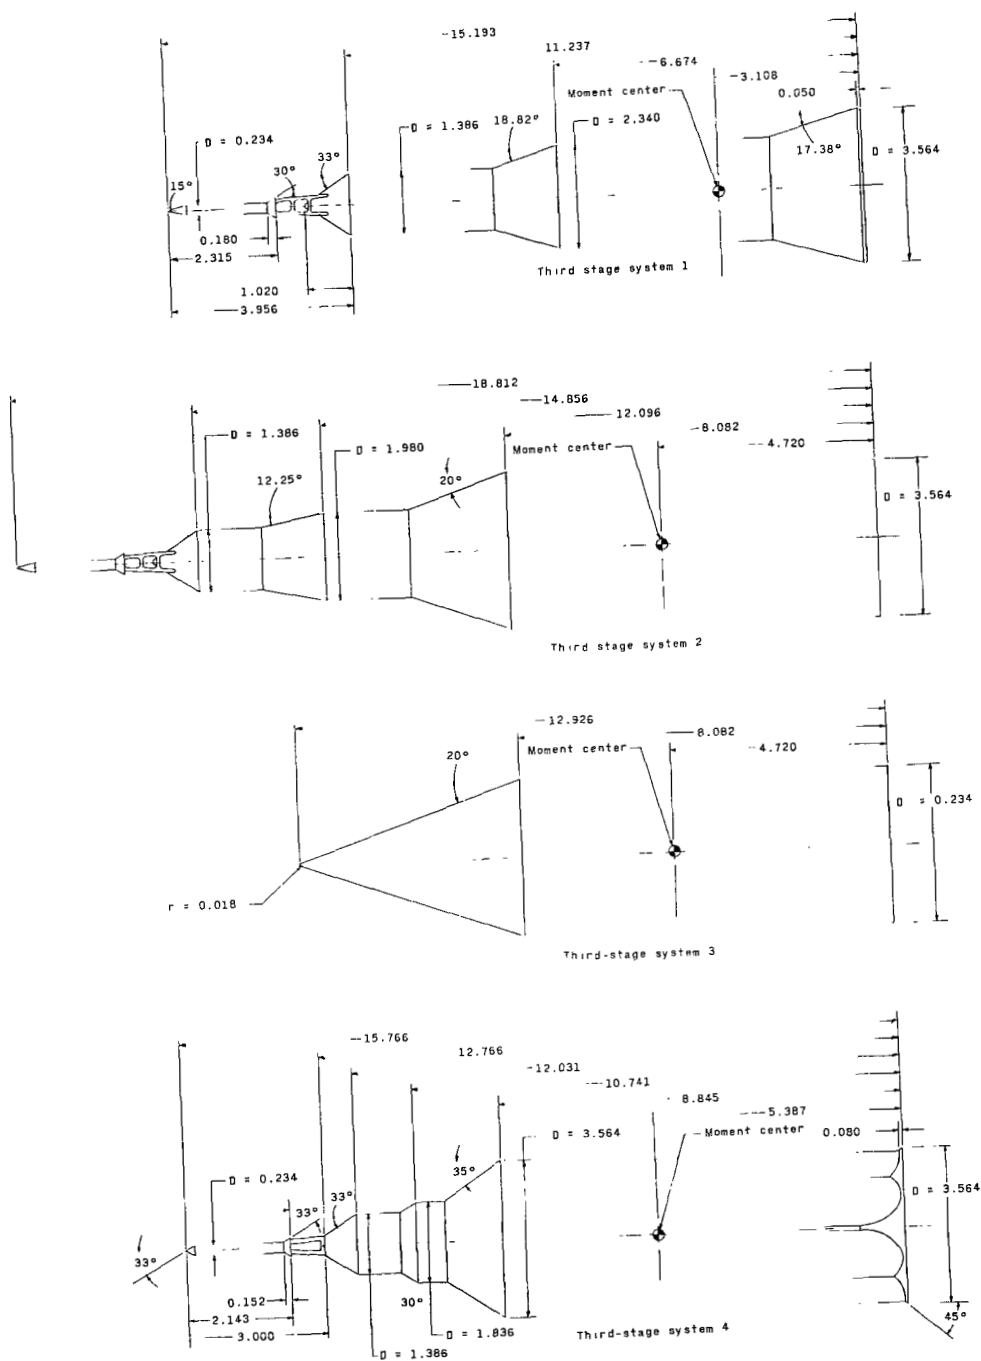 -15.193
11.237
-6.674
-3.108
Moment center
0.050
D = 0.234
D = 1.386
18.82°
D = 2.340
33°
30°
15°
17.38°
D = 3.564
0.180
2.315
Third stage system 1
1.020
3.956
18.812
14.856
12.096
-8.082
-4.720
D = 1.386
D = 1.980
Moment center
12.25°
20°
D = 3.564
Third stage system 2
-12.926
8.082
-4.720
Moment center
20°
D = 0.234
r = 0.018
Third-stage system 3
-15.766
12.766
-12.031
-10.741
8.845
-5.387
Moment center
0.080
D = 3.564
D = 0.234
35°
33°
33°
D = 3.564
33°
0.152
30°
2.143
3.000
D = 1.836
D = 1.386
45°
Third-stage system 4